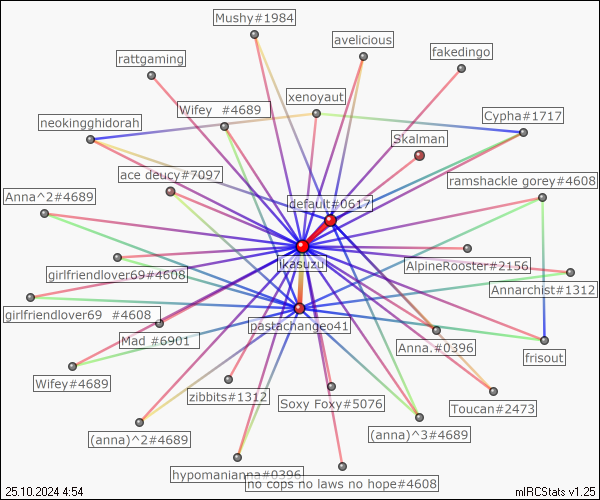 Mushy#1984
avelicious
fakedingo
rattgaming
xenoyaut
Wifey  #4689
Cypha#1717
neokingghidorah
Skalman
ace deucy#7097
ramshackle gorey#4608
Anna^2#4689
default#0617
ikasuzu
AlpineRooster#2156
girlfriendlover69#4608
Annarchist#1312
girlfriendlover69  #4608
pastachangeo41
Mad #6901
Anna.#0396
frisout
Wifey#4689
zibbits#1312
Soxy Foxy#5076
Toucan#2473
(anna)^2#4689
(anna)^3#4689
hypomanianna#0396
no cops no laws no hope#4608
25.10.2024 4:54
mIRCStats v1.25